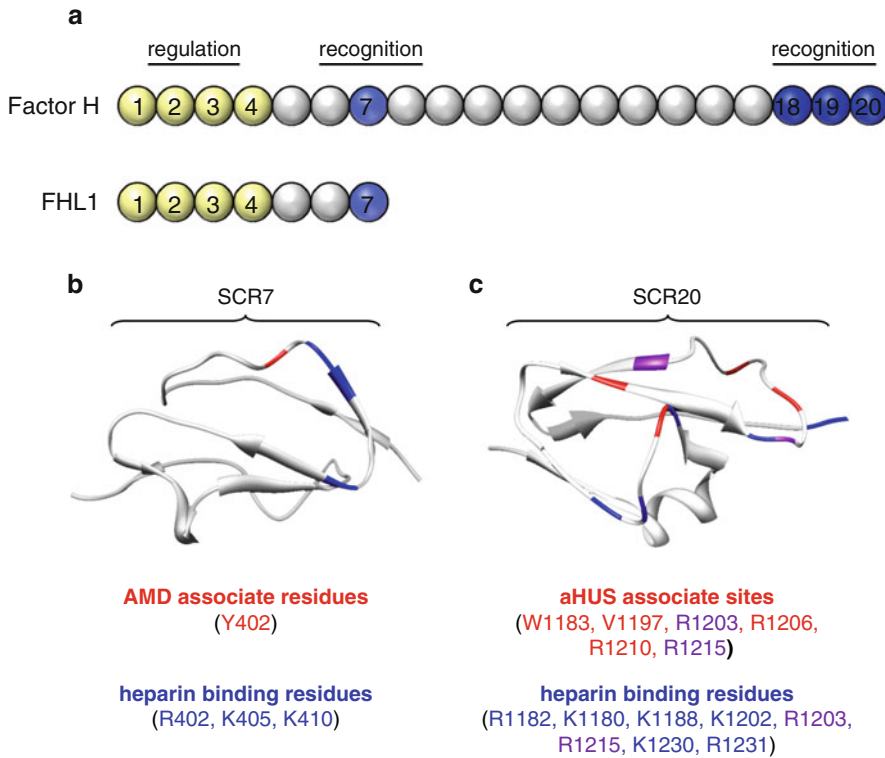 a
regulation recognition recognition
Factor H 1 2 3 4 7 18 19 20
FHL1 1 2 3 4 7
b c
SCR7 SCR20
AMD associate residues
(Y402)
heparin binding residues
(R402, K405, K410)
aHUS associate sites
(W1183, V1197, R1203, R1206,
R1210, R1215)
heparin binding residues
(R1182, K1180, K1188, K1202, R1203,
R1215, K1230, R1231)